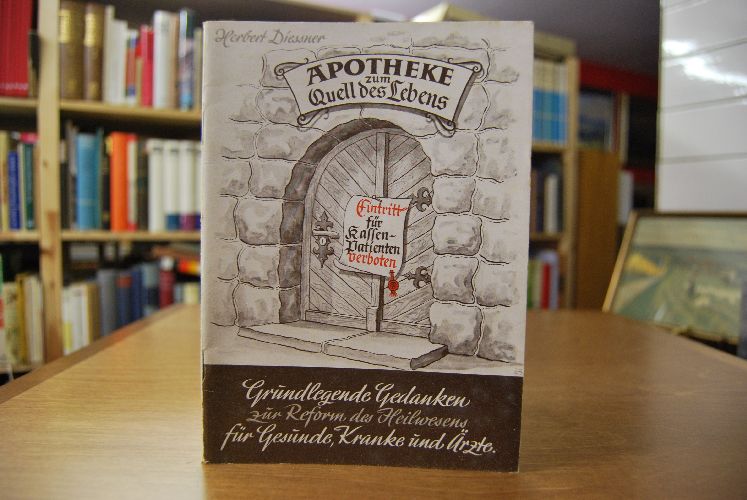 Herbert Diessner
APOTHEKE
zum
Quell des Lebens
Eintritt
für
Kassen-
Patienten
verboten
Grundlegende Gedanken
zur Reform des Heilwesens
für Gesunde, Kranke und Ärzte.